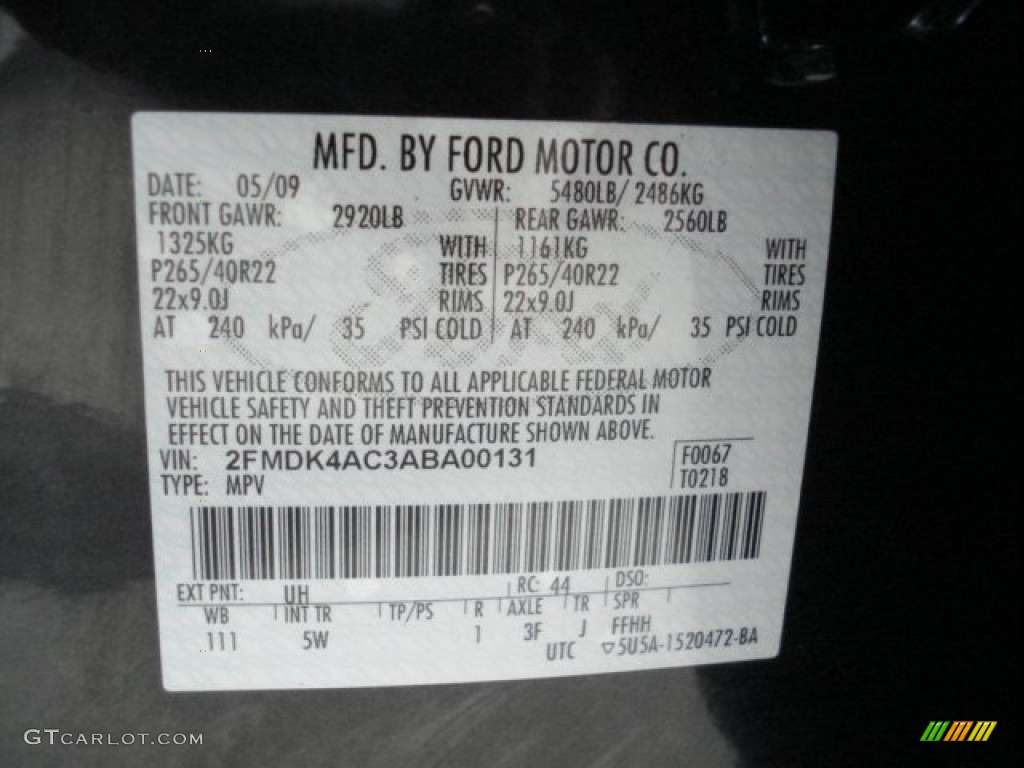 MFD. BY FORD MOTOR CO.
DATE: 05/09 GVWR: 5480LB/ 2486KG
FRONT GAWR: 2920LB REAR GAWR: 2560LB
1325KG WITH 1161KG WITH
P265/40R22 TIRES P265/40R22 TIRES
22x9.0J RIMS 22x9.0J RIMS
AT 240 kPa/ 35 PSI COLD AT 240 kPa/ 35 PSI COLD
THIS VEHICLE CONFORMS TO ALL APPLICABLE FEDERAL MOTOR
VEHICLE SAFETY AND THEFT PREVENTION STANDARDS IN
EFFECT ON THE DATE OF MANUFACTURE SHOWN ABOVE.
VIN: 2FMDK4AC3ABA00131 F0067
TYPE: MPV T0218
EXT PNT: UH RC: 44 DSO:
WB INT TR TP/PS R AXLE TR SPR
111 5W 1 3F J FFHH
UTC ▽5U5A-1520472-BA
GTCARLOT.COM